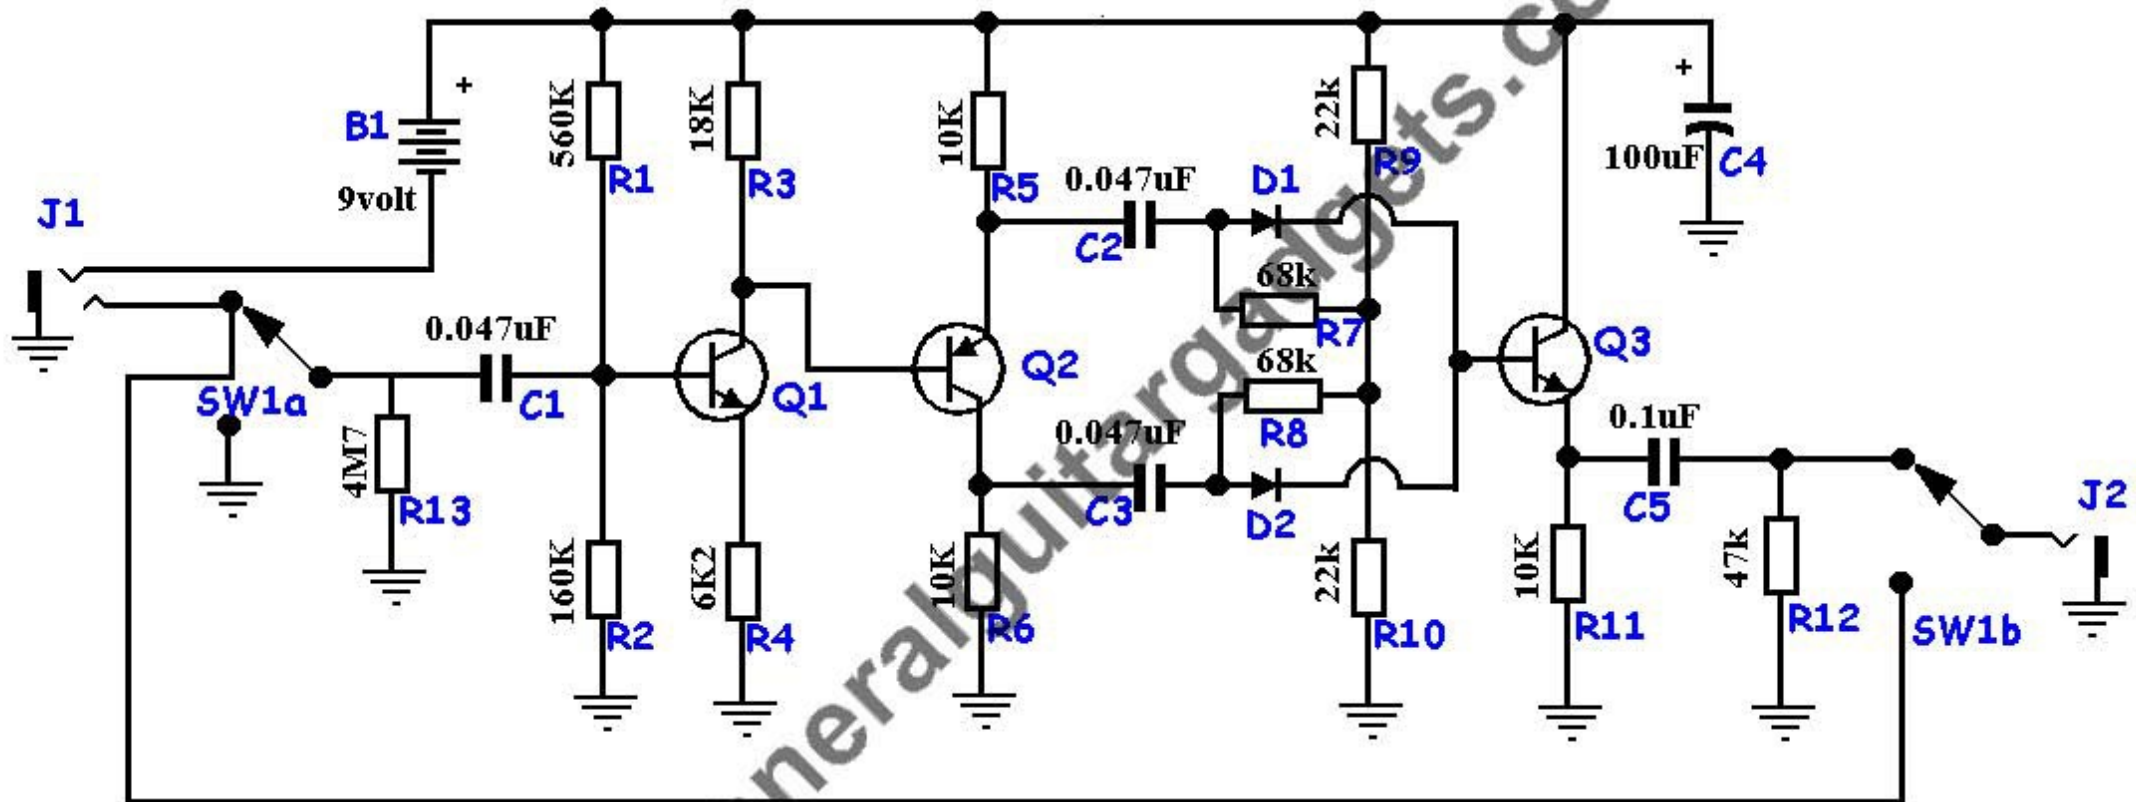 J1
B1
+
9volt
560K
R1
18K
R3
10K
R5
0.047uF
C2
D1
22k
R9
+
100uF
C4
68k
R7
68k
R8
0.047uF
C1
SW1a
4M7
R13
Q1
Q2
Q3
0.047uF
C3
D2
0.1uF
C5
160K
R2
6K2
R4
10K
R6
22k
R10
10K
R11
47k
R12
SW1b
J2
neralguitargadgets.co